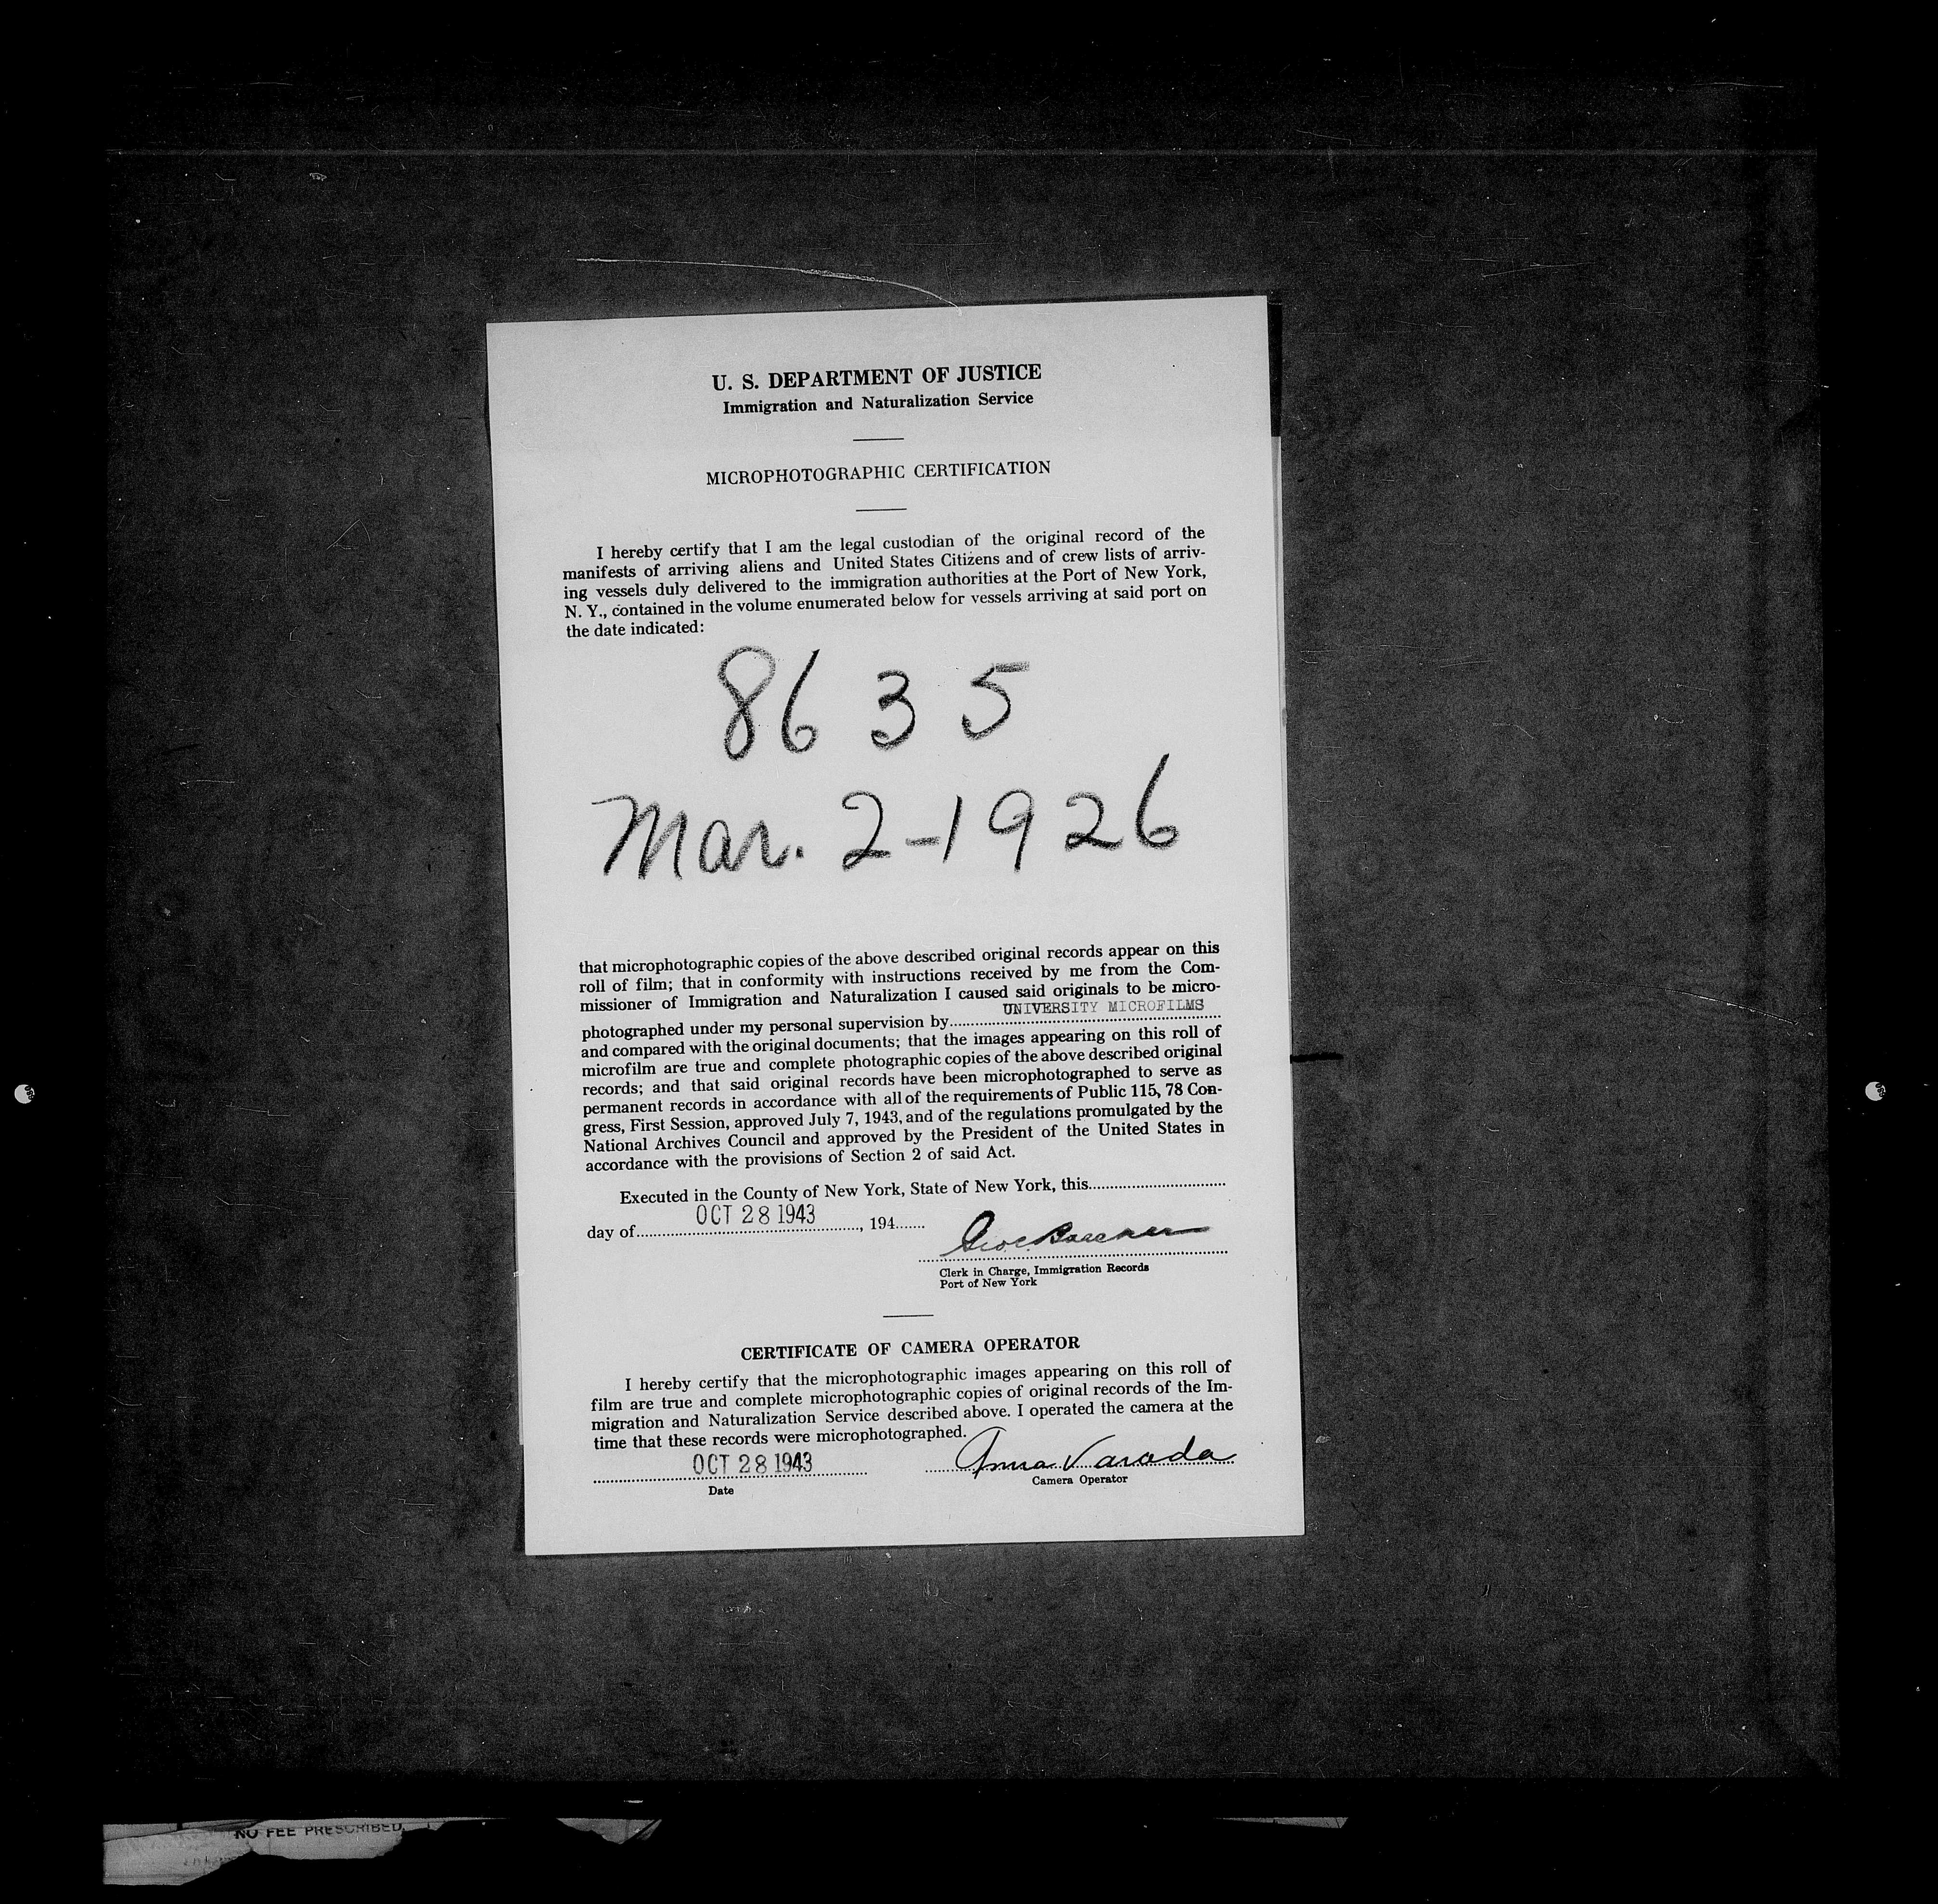 U. S. DEPARTMENT OF JUSTICE
Immigration and Naturalization Service
MICROPHOTOGRAPHIC CERTIFICATION
I hereby certify that I am the legal custodian of the original record of the
manifests of arriving aliens and United States Citizens and of crew lists of arriv-
ing vessels duly delivered to the immigration authorities at the Port of New York,
N. Y., contained in the volume enumerated below for vessels arriving at said port on
the date indicated:
8635
Mar. 2-1926
that microphotographic copies of the above described original records appear on this
roll of film; that in conformity with instructions received by me from the Com-
missioner of Immigration and Naturalization I caused said originals to be micro-
photographed under my personal supervision by UNIVERSITY MICROFILMS
and compared with the original documents; that the images appearing on this roll of
microfilm are true and complete photographic copies of the above described original
records; and that said original records have been microphotographed to serve as
permanent records in accordance with all of the requirements of Public 115, 78 Con-
gress, First Session, approved July 7, 1943, and of the regulations promulgated by the
National Archives Council and approved by the President of the United States in
accordance with the provisions of Section 2 of said Act.
Executed in the County of New York, State of New York, this
day of OCT 28 1943, 194
Clerk in Charge, Immigration Records
Port of New York
CERTIFICATE OF CAMERA OPERATOR
I hereby certify that the microphotographic images appearing on this roll of
film are true and complete microphotographic copies of original records of the Im-
migration and Naturalization Service described above. I operated the camera at the
time that these records were microphotographed.
OCT 28 1943 Anna Varada
Date Camera Operator
NO FEE PRESCRIBED